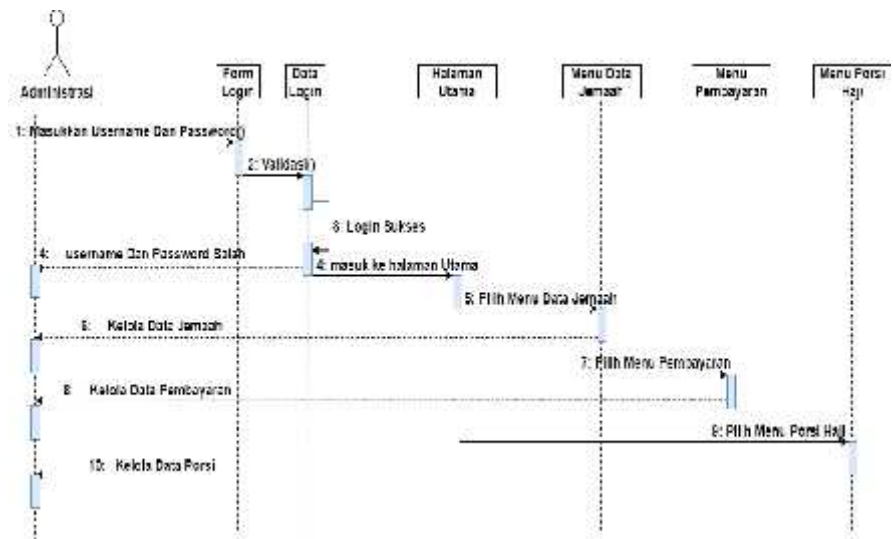 Administrasi
Form
Login
Data
Login
Halaman
Utama
Menu Data
Jemaah
Menu
Pembayaran
Menu Porsi
Haji
1: Masukkan Username Dan Password()
2: Validasi()
3: Login Sukses
4: username Dan Password Salah
4: masuk ke halaman Utama
5: Pilih Menu Data Jemaah
6: Kelola Data Jemaah
7: Pilih Menu Pembayaran
8: Kelola Data Pembayaran
9: Pilih Menu Porsi Haji
10: Kelola Data Porsi